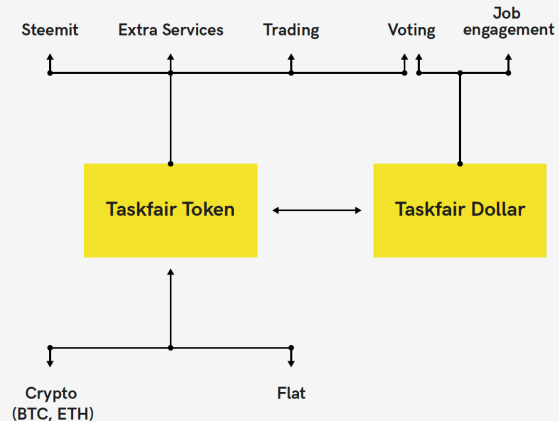 Steemit
Extra Services
Trading
Voting
Job
engagement
Taskfair Token
Taskfair Dollar
Crypto
(BTC, ETH)
Flat